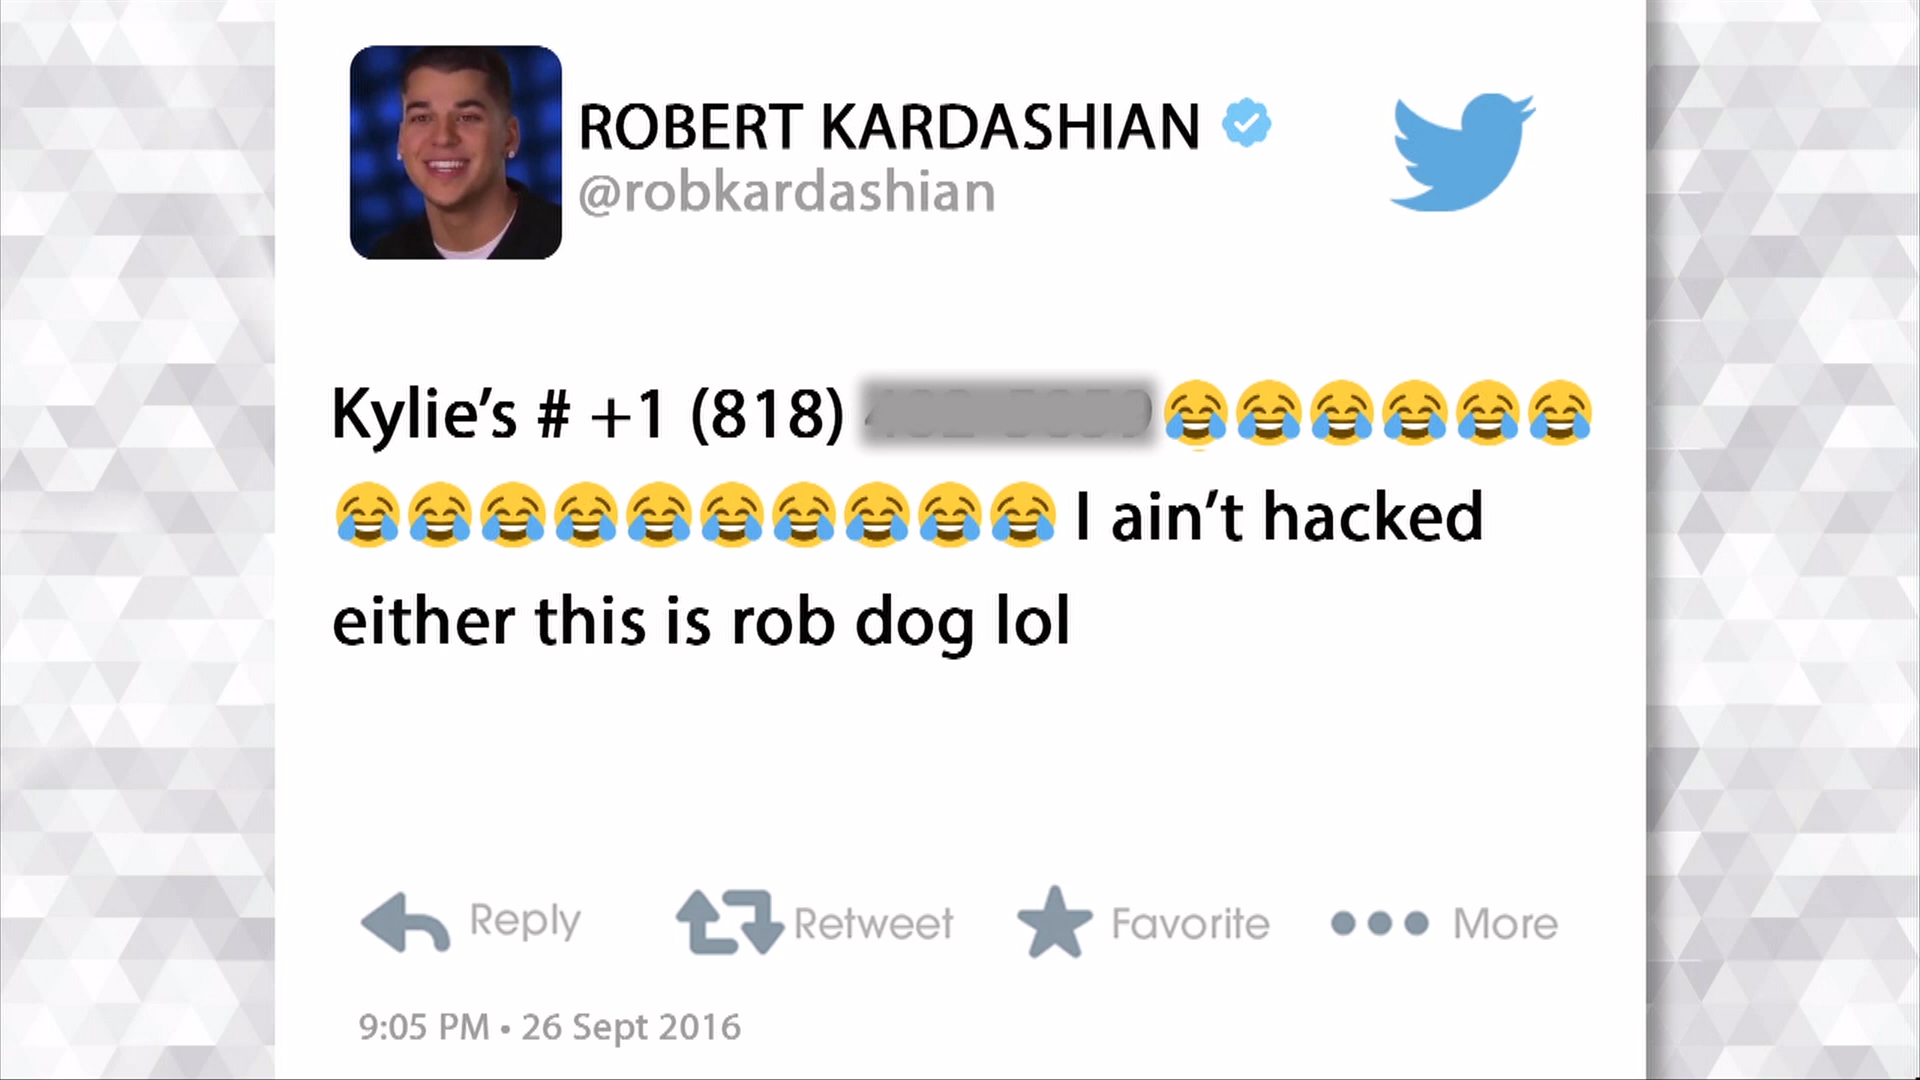 ROBERT KARDASHIAN
@robkardashian
Kylie's # +1 (818) 😂😂😂😂😂😂
😂😂😂😂😂😂😂😂😂😂 I ain't hacked
either this is rob dog lol
Reply Retweet Favorite More
9:05 PM • 26 Sept 2016